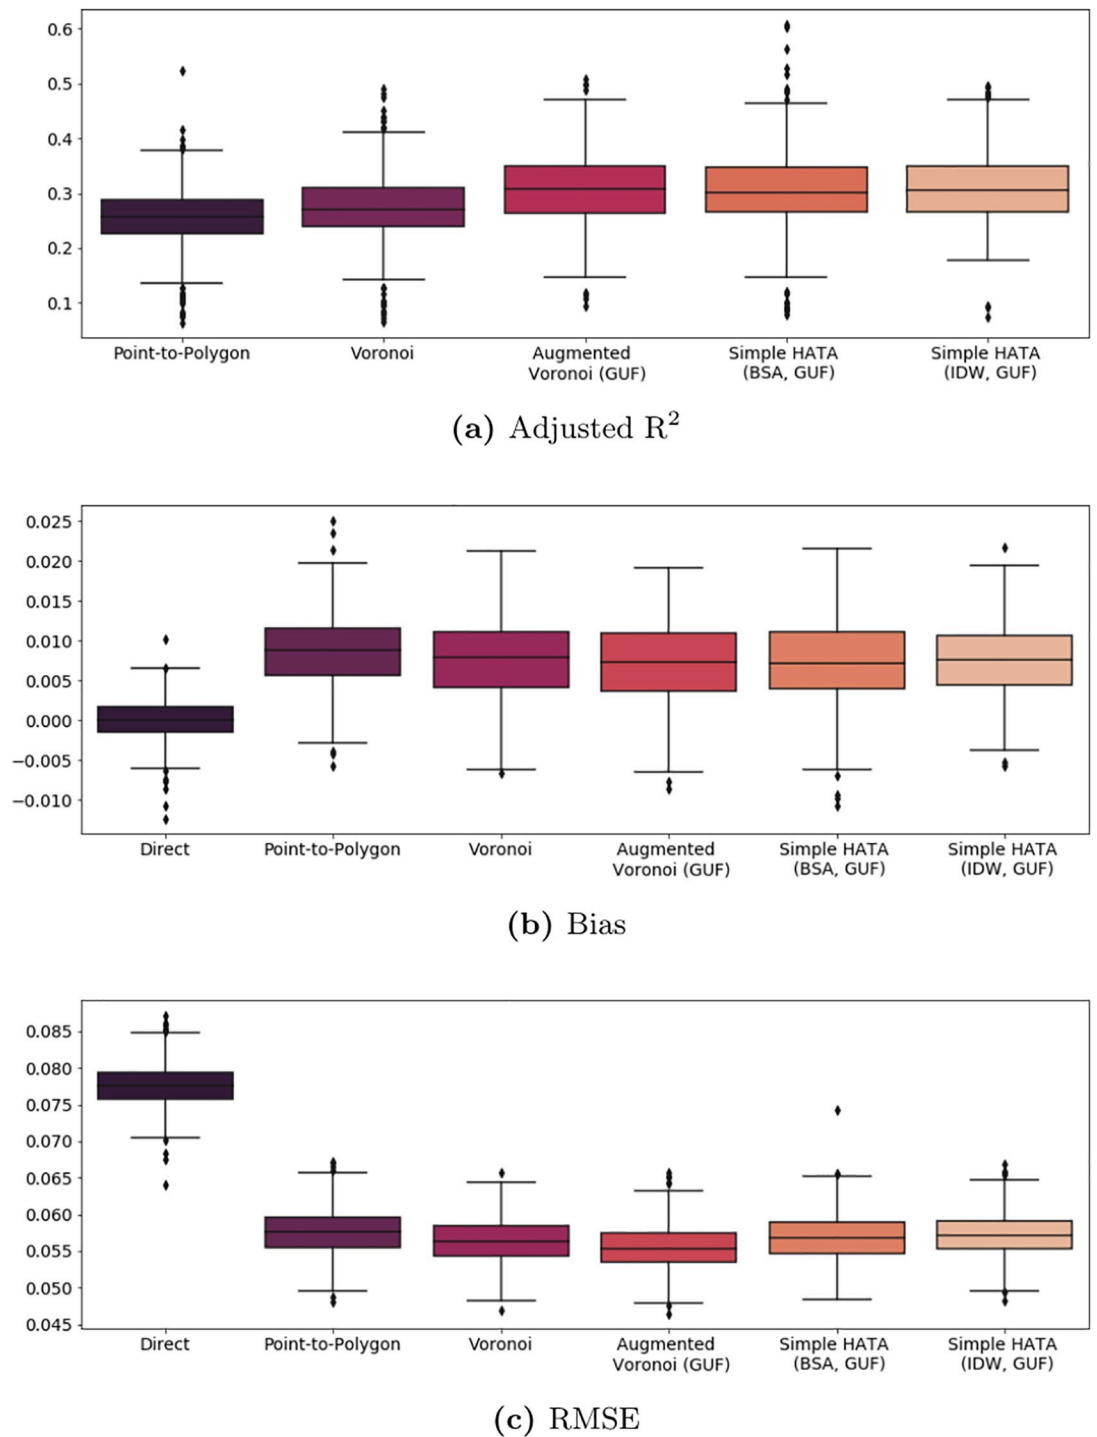 0.6
0.5
0.4
0.3
0.2
0.1
Point-to-Polygon Voronoi Augmented Simple HATA Simple HATA
Voronoi (GUF) (BSA, GUF) (IDW, GUF)
(a) Adjusted R²
0.025
0.020
0.015
0.010
0.005
0.000
−0.005
−0.010
Direct Point-to-Polygon Voronoi Augmented Simple HATA Simple HATA
Voronoi (GUF) (BSA, GUF) (IDW, GUF)
(b) Bias
0.085
0.080
0.075
0.070
0.065
0.060
0.055
0.050
0.045
Direct Point-to-Polygon Voronoi Augmented Simple HATA Simple HATA
Voronoi (GUF) (BSA, GUF) (IDW, GUF)
(c) RMSE